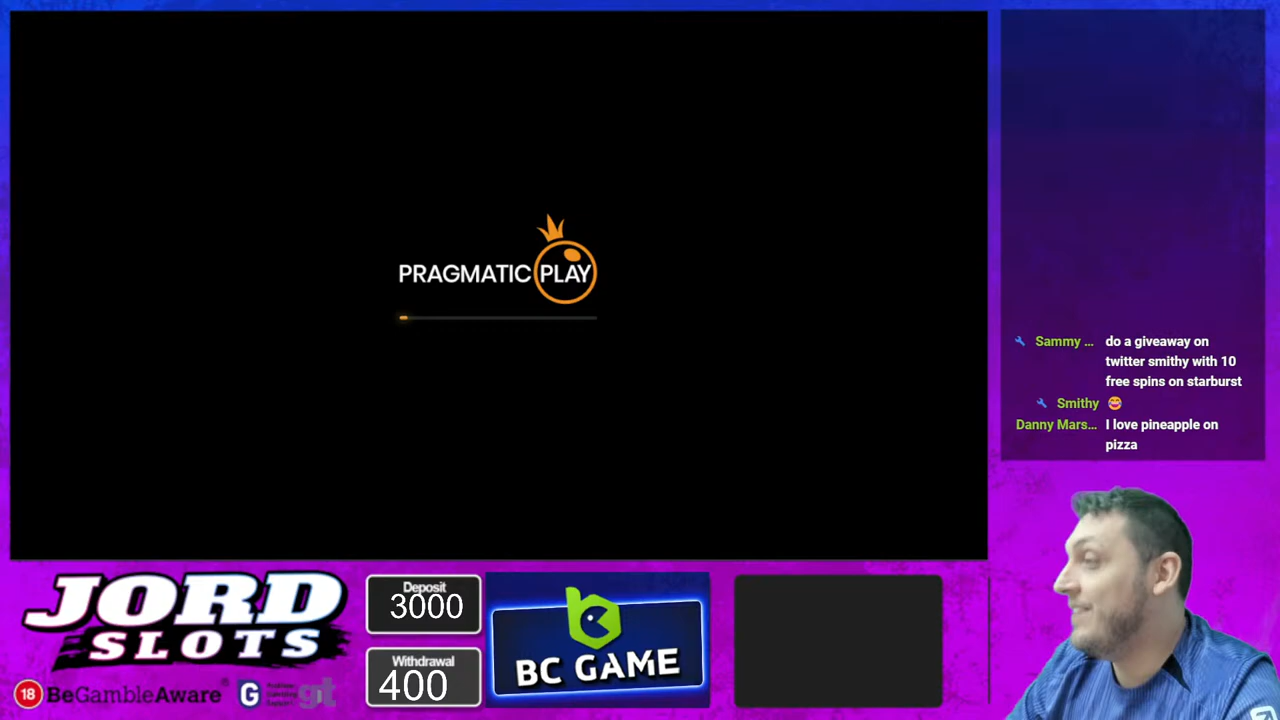 PRAGMATIC PLAY
Sammy ... do a giveaway on
twitter smithy with 10
free spins on starburst
Smithy 😂
Danny Mars... I love pineapple on
pizza
JORD
SLOTS
Deposit
3000
Withdrawal
400
BC GAME
18 BeGambleAware
G